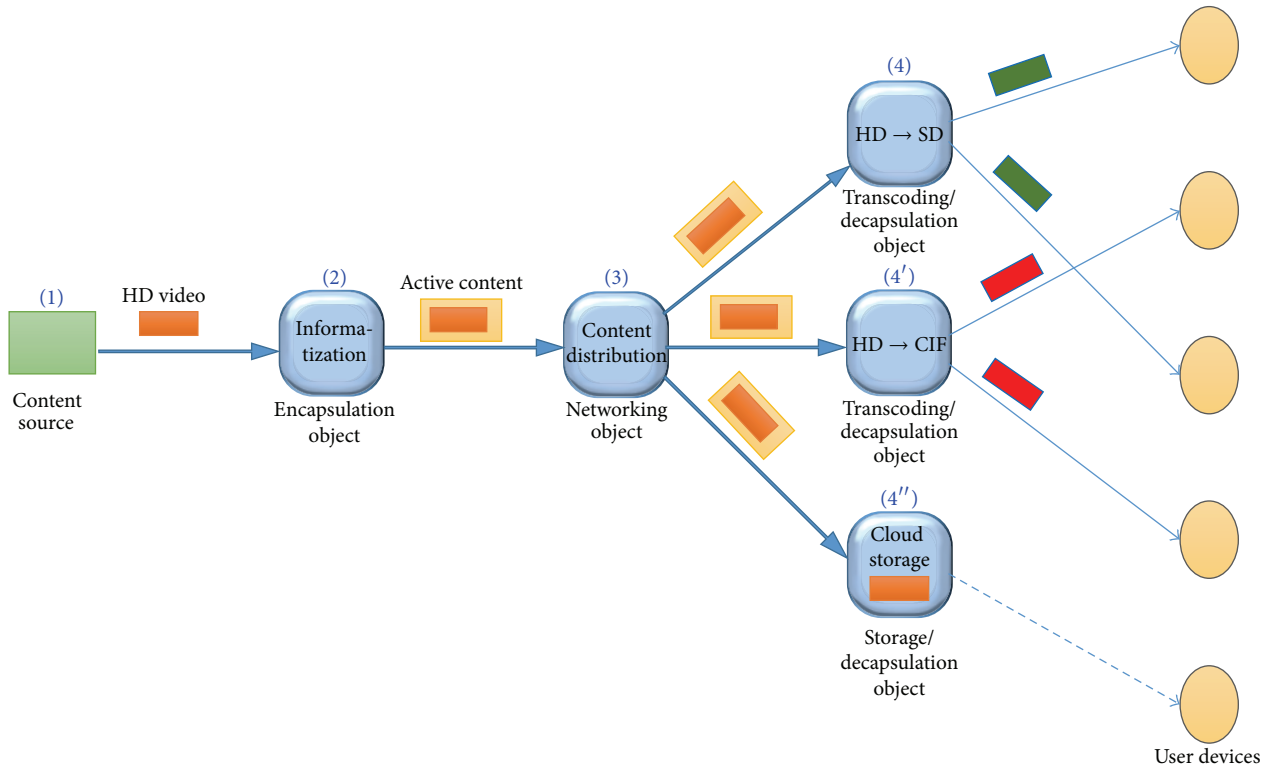 (1)
Content
source
HD video
(2)
Informa-
tization
Encapsulation
object
Active content
(3)
Content
distribution
Networking
object
(4)
HD → SD
Transcoding/
decapsulation
object
(4′)
HD → CIF
Transcoding/
decapsulation
object
(4″)
Cloud
storage
Storage/
decapsulation
object
User devices